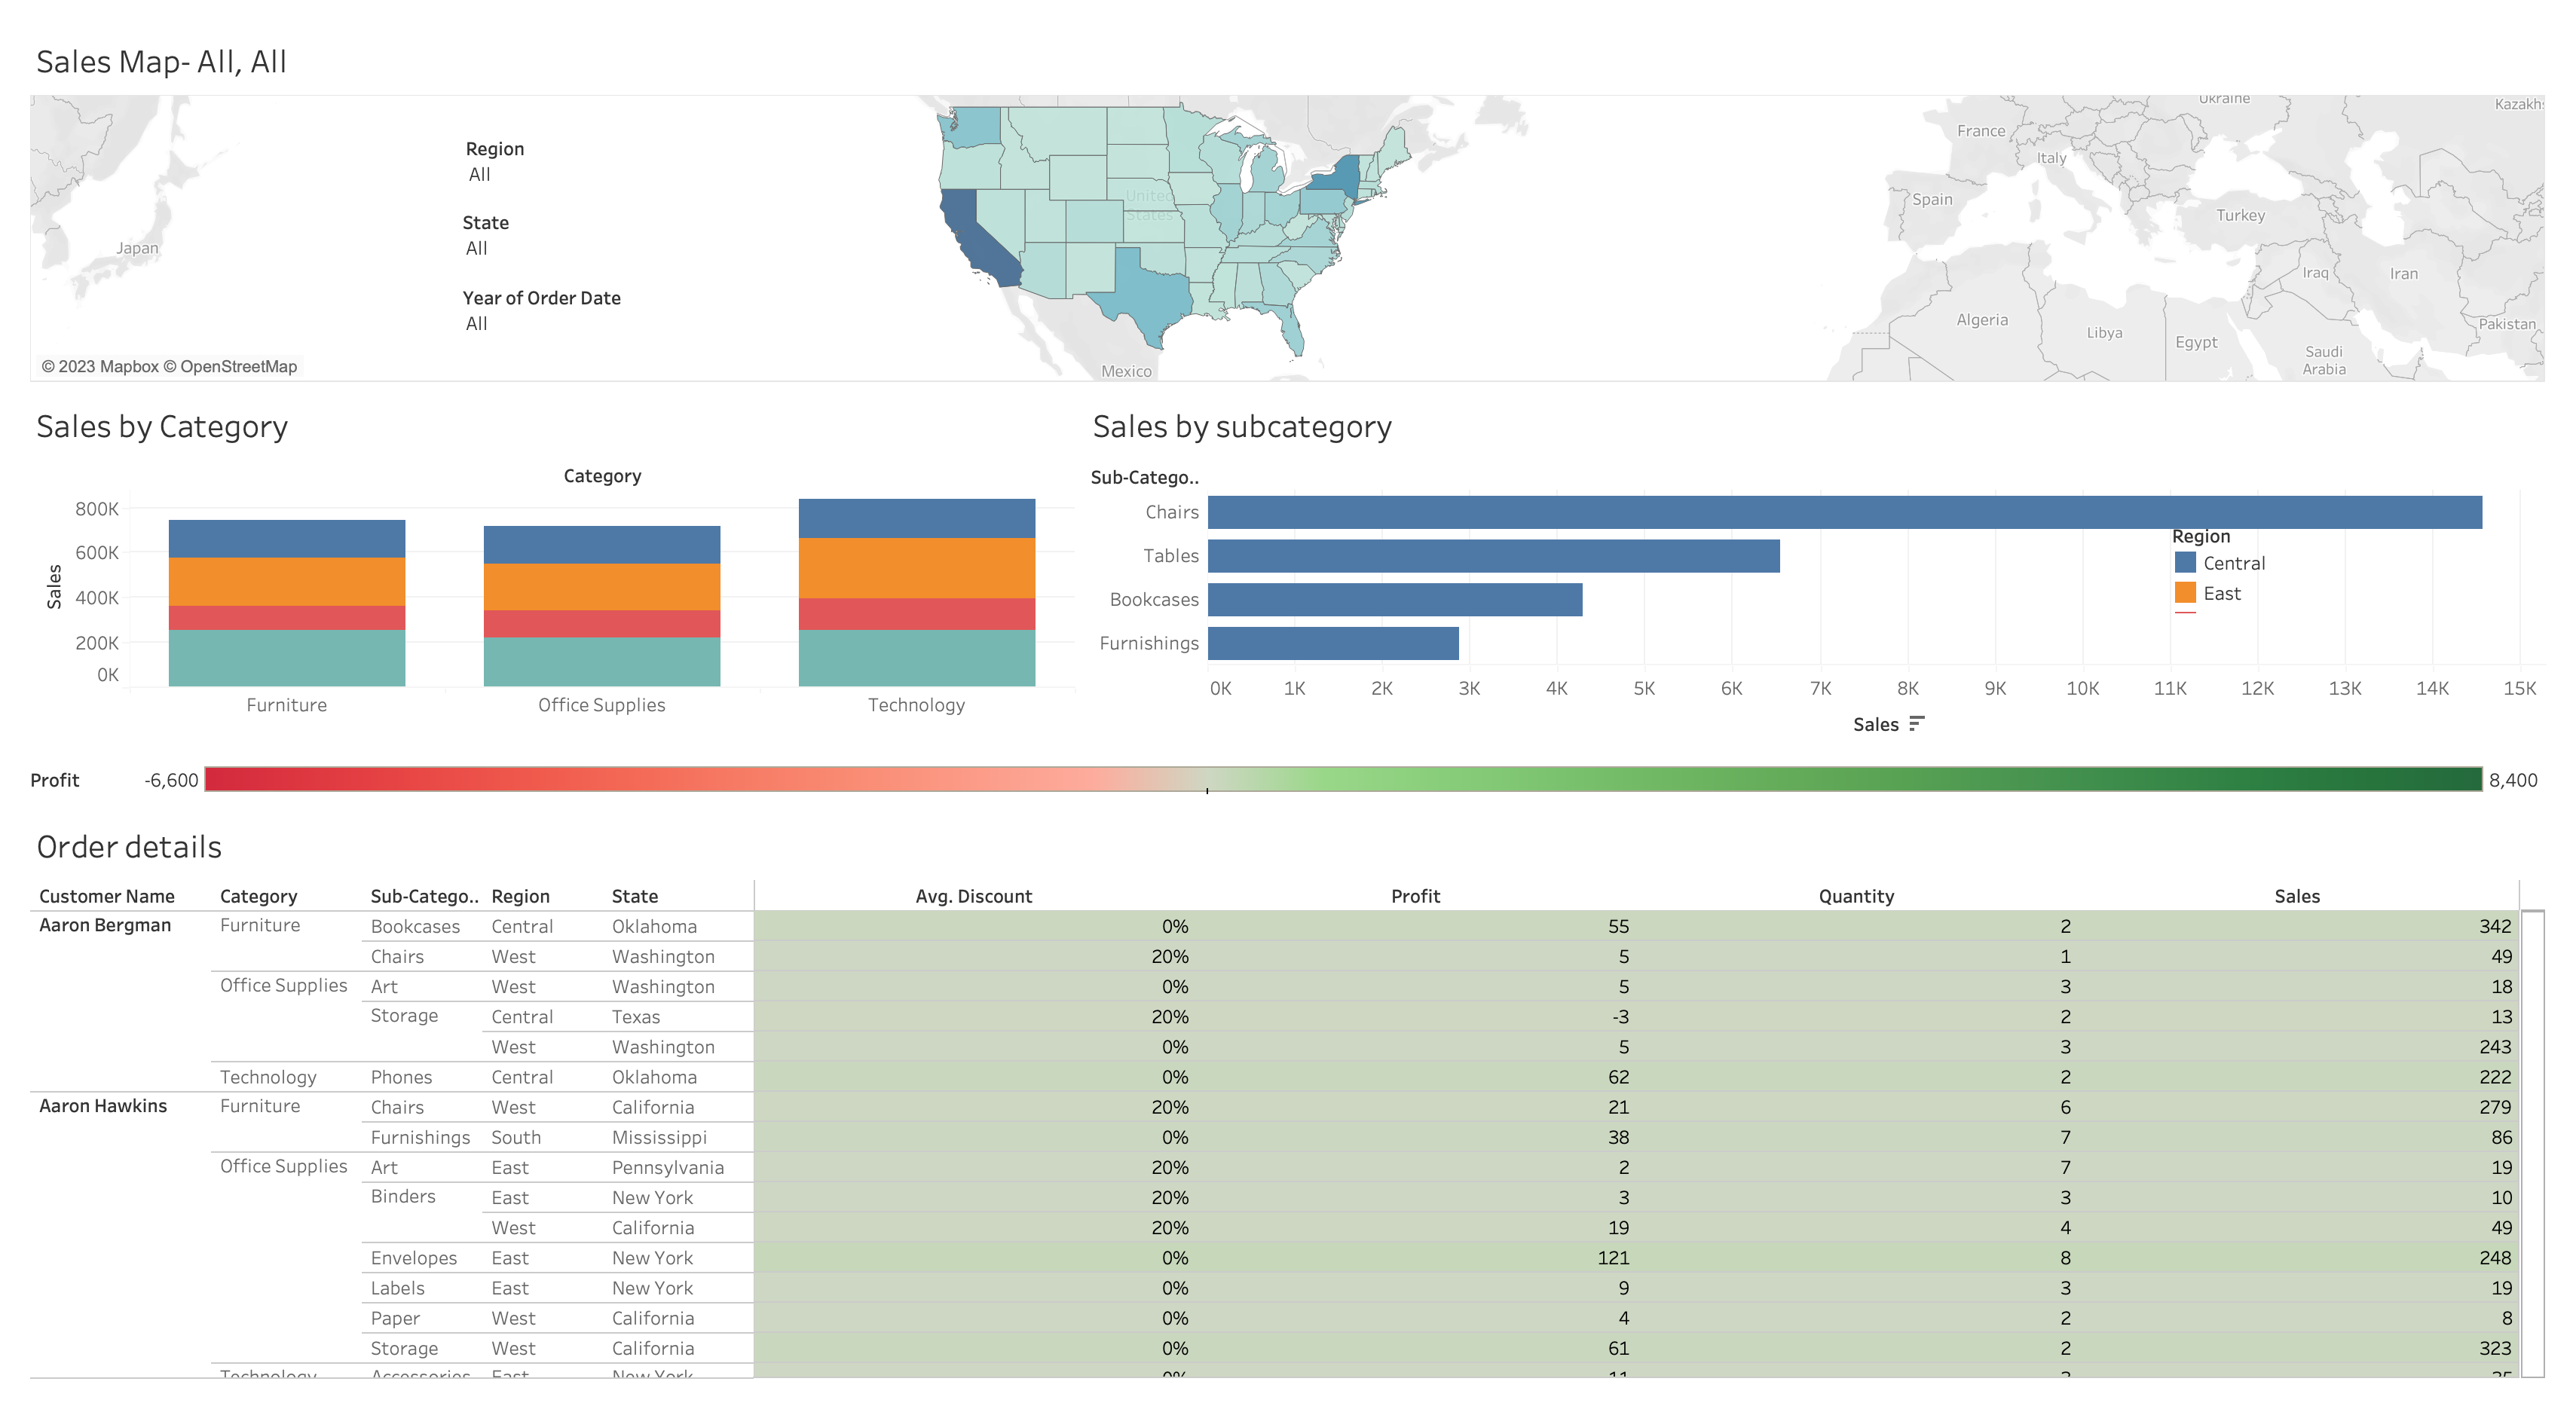 Sales Map- All, All
Ukraine
Kazakh
France
Region
Italy
All
United
Spain
States
State
Turkey
Japan
All
Iraq
Iran
Year of Order Date
Algeria
All
Libya
Pakistan
Egypt
Saudi
Arabia
© 2023 Mapbox © OpenStreetMap
Mexico
Sales by Category
Category
Sales
800K
600K
400K
200K
0K
Furniture Office Supplies Technology
Sales by subcategory
Sub-Catego..
Chairs
Tables
Bookcases
Furnishings
Region
Central
East
0K 1K 2K 3K 4K 5K 6K 7K 8K 9K 10K 11K 12K 13K 14K 15K
Sales
Profit -6,600 8,400
Order details
Customer Name Category Sub-Catego.. Region State Avg. Discount Profit Quantity Sales
Aaron Bergman Furniture Bookcases Central Oklahoma 0% 55 2 342
Chairs West Washington 20% 5 1 49
Office Supplies Art West Washington 0% 5 3 18
Storage Central Texas 20% -3 2 13
West Washington 0% 5 3 243
Technology Phones Central Oklahoma 0% 62 2 222
Aaron Hawkins Furniture Chairs West California 20% 21 6 279
Furnishings South Mississippi 0% 38 7 86
Office Supplies Art East Pennsylvania 20% 2 7 19
Binders East New York 20% 3 3 10
West California 20% 19 4 49
Envelopes East New York 0% 121 8 248
Labels East New York 0% 9 3 19
Paper West California 0% 4 2 8
Storage West California 0% 61 2 323
Technology Accessories East New York 0% 11